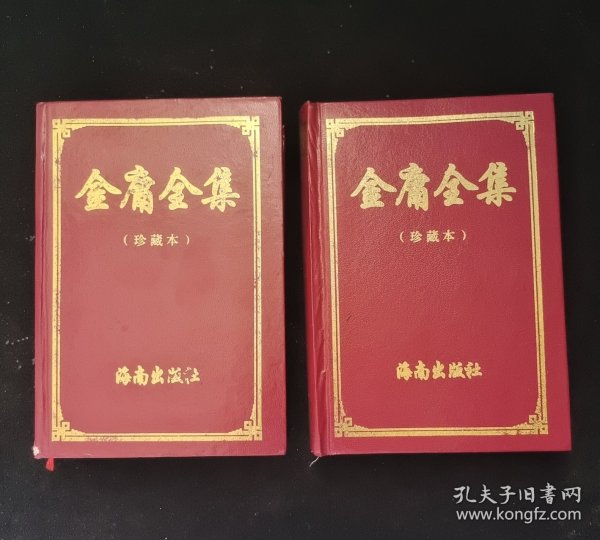 金庸全集
（珍藏本）
海南出版社
金庸全集
（珍藏本）
海南出版社
孔夫子旧书网
www.kongfz.com